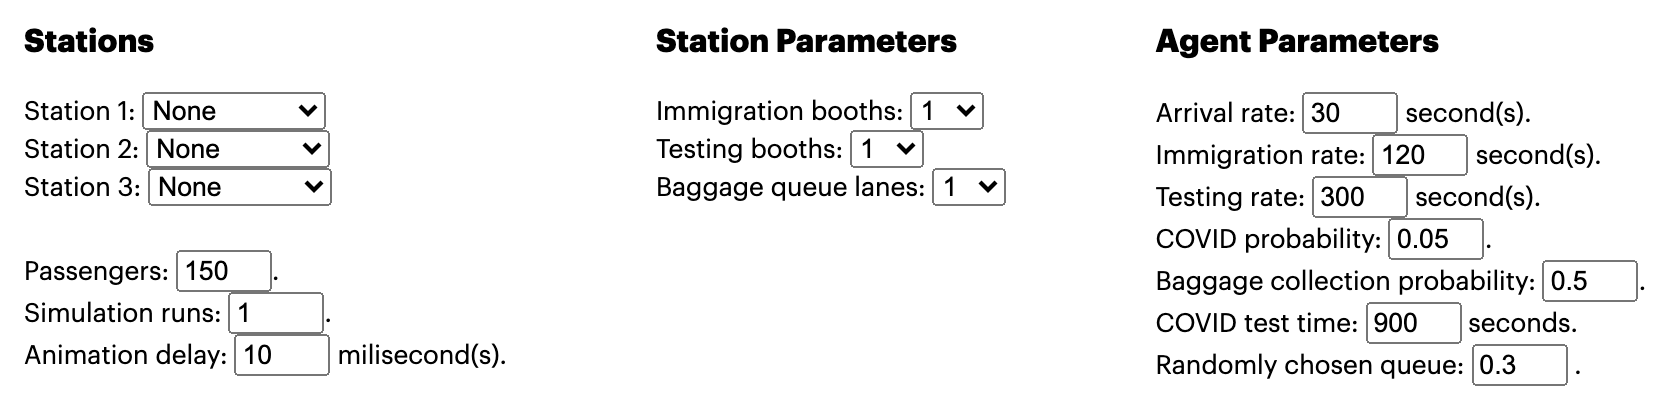 Stations
Station 1: None
Station 2: None
Station 3: None
Passengers: 150 .
Simulation runs: 1 .
Animation delay: 10 milisecond(s).
Station Parameters
Immigration booths: 1
Testing booths: 1
Baggage queue lanes: 1
Agent Parameters
Arrival rate: 30 second(s).
Immigration rate: 120 second(s).
Testing rate: 300 second(s).
COVID probability: 0.05 .
Baggage collection probability: 0.5 .
COVID test time: 900 seconds.
Randomly chosen queue: 0.3 .